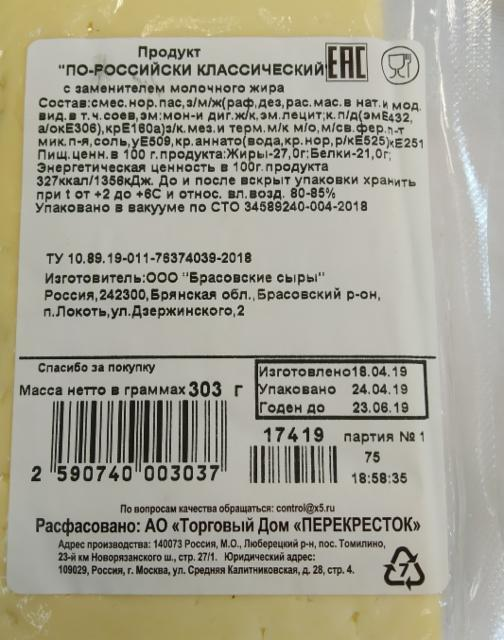 Продукт
"ПО-РОССИЙСКИ КЛАССИЧЕСКИЙ
EAC
с заменителем молочного жира
Состав:смес.нор.пас,з/м/ж(раф,дез,рас.мас.в нат.и мод.
вид.в т.ч.соев,эм:мон-и диг.ж/к,эм.лецит;к.п/д(эмЕ432,
а/окЕ306),крЕ160а)з/к.мез.и терм.м/к м/о,м/св.фер.п-т
мик.п-я,соль,уЕ509,кр.аннато(вода,кр.нор,р/кЕ525)кЕ251
Пищ.ценн.в 100 г.продукта:Жиры-27,0г:Белки-21,0г;
Энергетическая ценность в 100г.продукта
327ккал/1356кДж. До и после вскрыт упаковки хранить
при t от +2 до +6С и относ. вл.возд. 80-85%
Упаковано в вакууме по СТО 34589240-004-2018
ТУ 10.89.19-011-76374039-2018
Изготовитель:ООО "Брасовские сыры"
Россия,242300,Брянская обл.,Брасовский р-он,
п.Локоть,ул.Дзержинского,2
Спасибо за покупку
Масса нетто в граммах 303 г
Изготовлено18.04.19
Упаковано 24.04.19
Годен до 23.06.19
2 590740 003037
17419 партия № 1
75
18:58:35
По вопросам качества обращаться: control@x5.ru
Расфасовано: АО «Торговый Дом «ПЕРЕКРЕСТОК»
Адрес производства: 140073 Россия, М.О., Люберецкий р-н, пос. Томилино,
23-й км Новорязанского ш., стр. 27/1. Юридический адрес:
109029, Россия, г. Москва, ул. Средняя Калитниковская, д. 28, стр. 4.
7